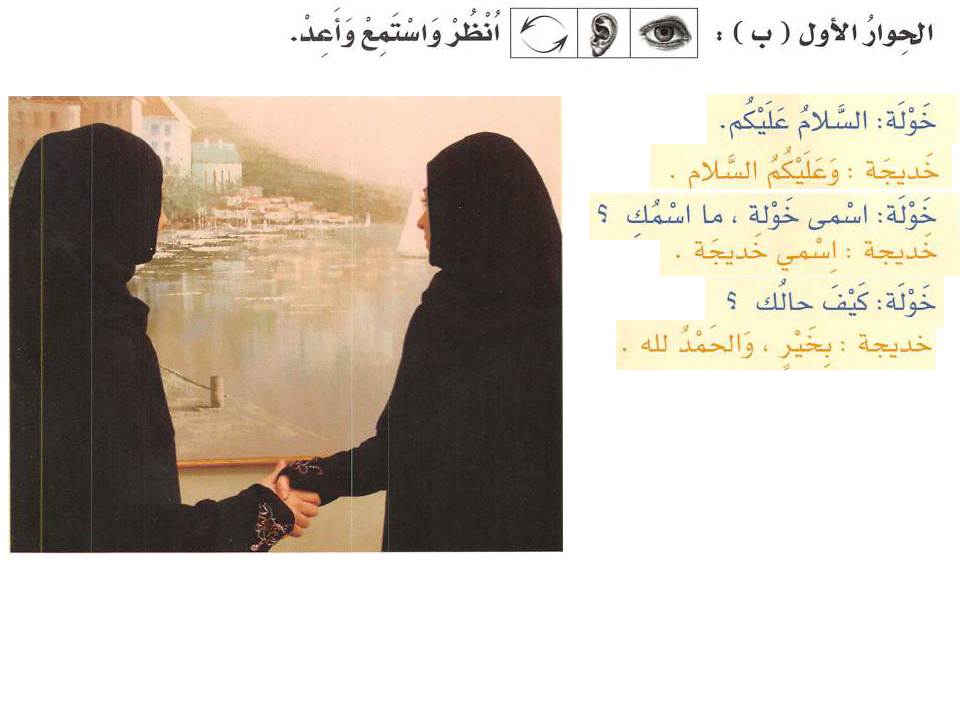 الحِوارُ الأول ( ب ) : اُنْظُرْ وَاسْتَمِعْ وَأَعِدْ.
خَوْلَة: السَّلامُ عَلَيْكُم.
خَديجَة : وَعَلَيْكُمُ السَّلام .
خَوْلَة: اسْمى خَوْلة ، ما اسْمُكِ ؟
خَديجة : اِسْمي خَديجَة .
خَوْلَة: كَيْفَ حالُك ؟
خديجة : بِخَيْرٍ ، وَالحَمْدُ لله .